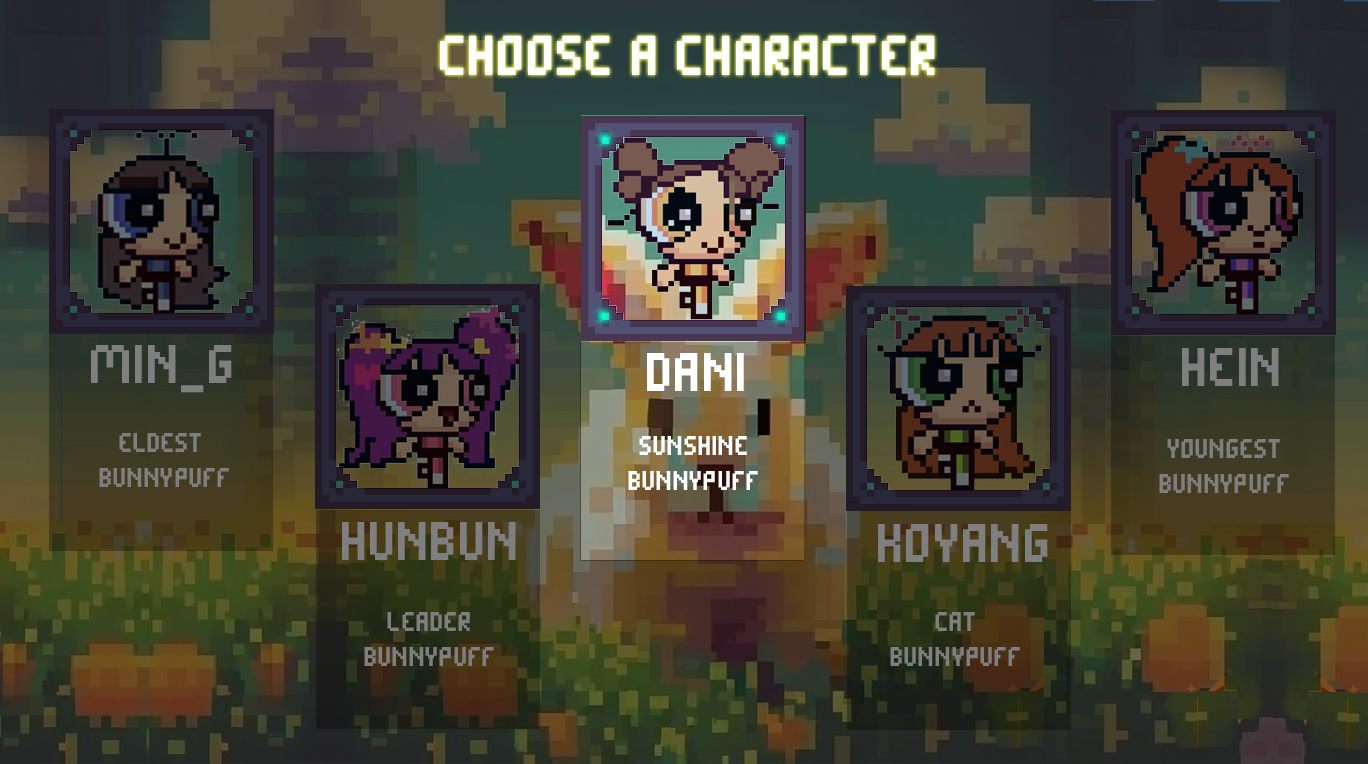 CHOOSE A CHARACTER
MIN_G
ELDEST
BUNNYPUFF
HUNBUN
LEADER
BUNNYPUFF
DANI
SUNSHINE
BUNNYPUFF
KOYANG
CAT
BUNNYPUFF
HEIN
YOUNGEST
BUNNYPUFF